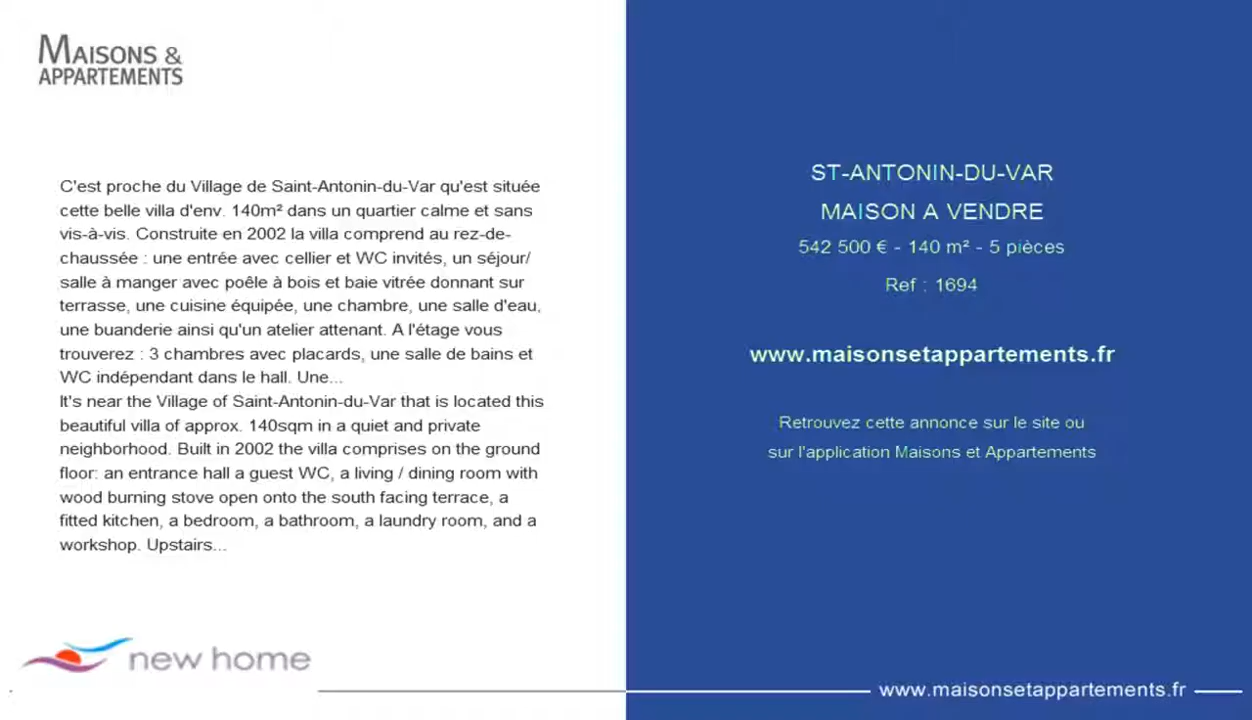 MAISONS &
APPARTEMENTS
C'est proche du Village de Saint-Antonin-du-Var qu'est située
cette belle villa d'env. 140m² dans un quartier calme et sans
vis-à-vis. Construite en 2002 la villa comprend au rez-de-
chaussée : une entrée avec cellier et WC invités, un séjour/
salle à manger avec poêle à bois et baie vitrée donnant sur
terrasse, une cuisine équipée, une chambre, une salle d'eau,
une buanderie ainsi qu'un atelier attenant. A l'étage vous
trouverez : 3 chambres avec placards, une salle de bains et
WC indépendant dans le hall. Une...
It's near the Village of Saint-Antonin-du-Var that is located this
beautiful villa of approx. 140sqm in a quiet and private
neighborhood. Built in 2002 the villa comprises on the ground
floor: an entrance hall a guest WC, a living / dining room with
wood burning stove open onto the south facing terrace, a
fitted kitchen, a bedroom, a bathroom, a laundry room, and a
workshop. Upstairs...
new home
ST-ANTONIN-DU-VAR
MAISON A VENDRE
542 500 € - 140 m² - 5 pièces
Ref : 1694
www.maisonsetappartements.fr
Retrouvez cette annonce sur le site ou
sur l'application Maisons et Appartements
www.maisonsetappartements.fr